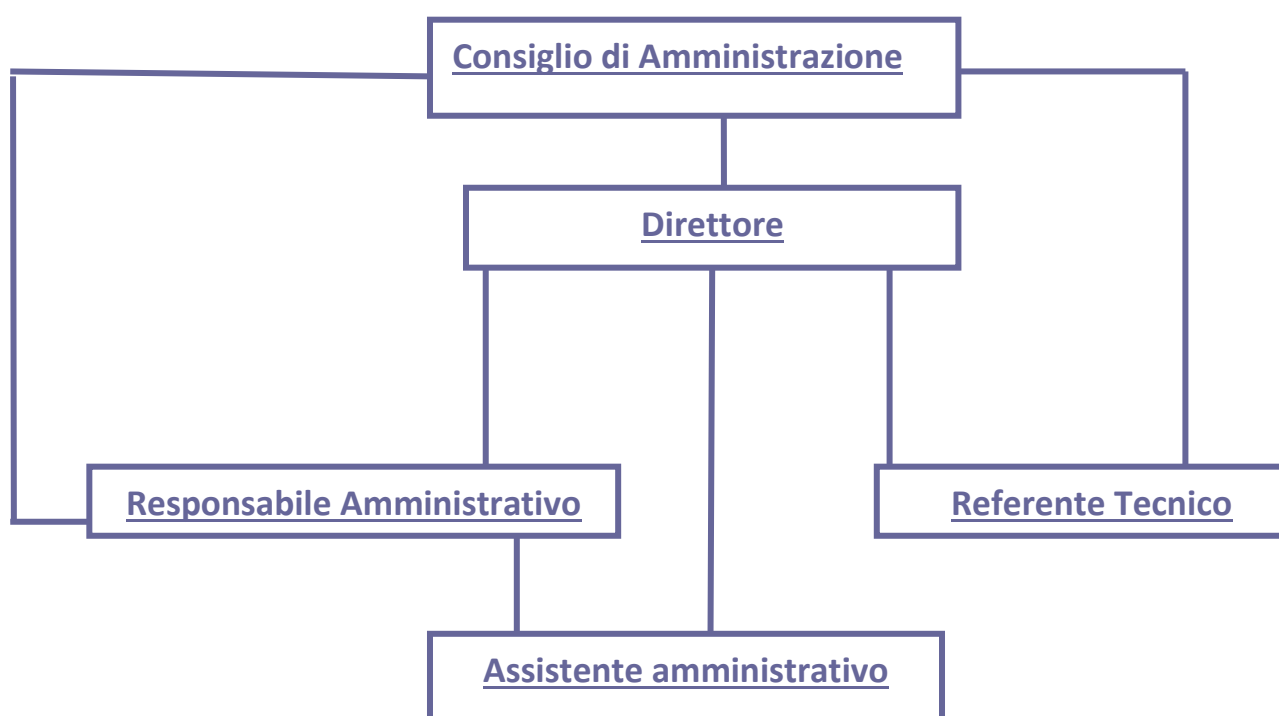 Consiglio di Amministrazione
Direttore
Responsabile Amministrativo
Referente Tecnico
Assistente amministrativo